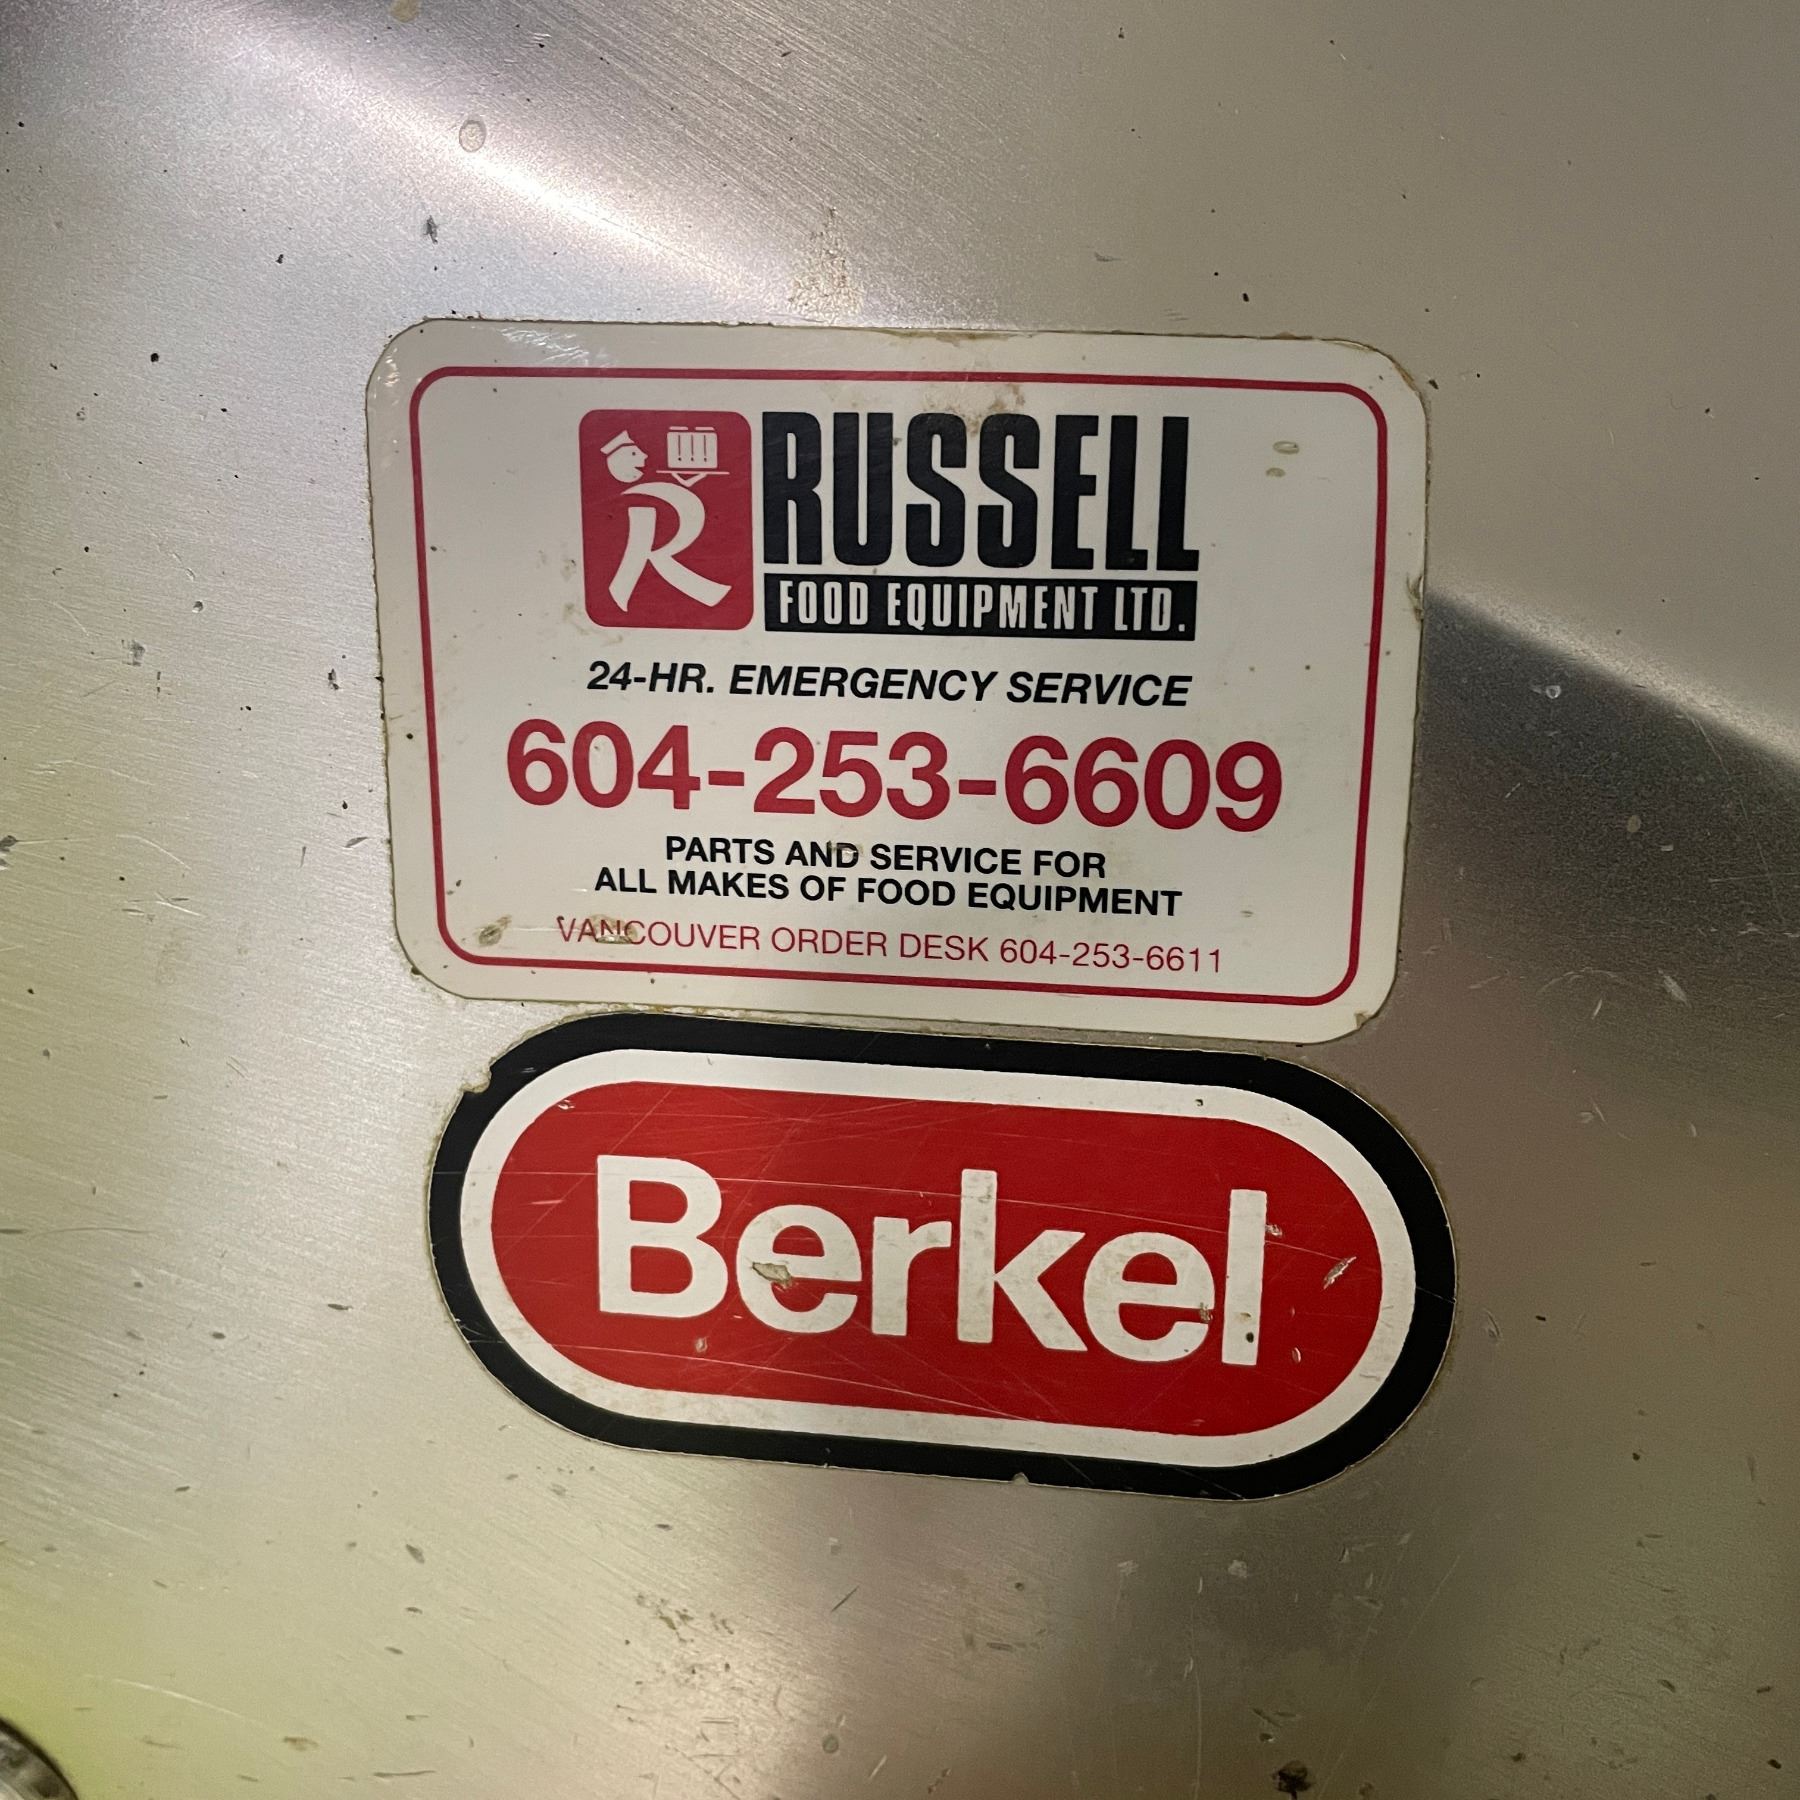 R RUSSELL
FOOD EQUIPMENT LTD.
24-HR. EMERGENCY SERVICE
604-253-6609
PARTS AND SERVICE FOR
ALL MAKES OF FOOD EQUIPMENT
VANCOUVER ORDER DESK 604-253-6611
Berkel